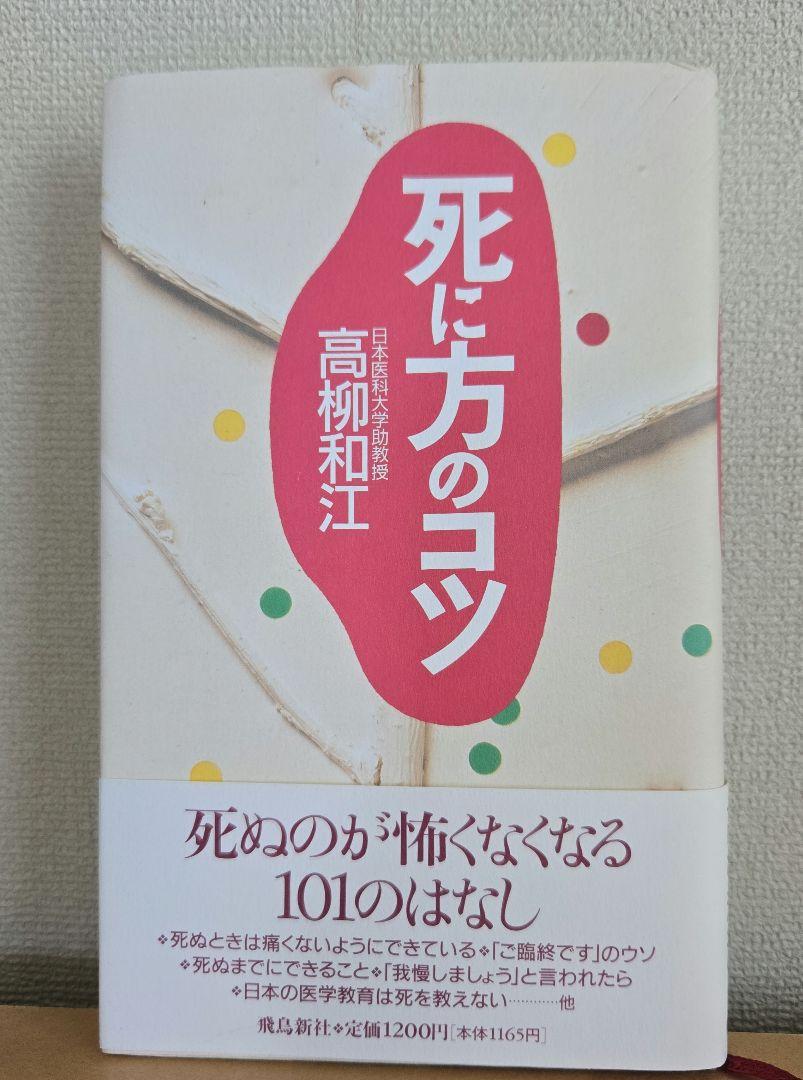 死に方のコツ
日本医科大学助教授
高柳和江
死ぬのが怖くなくなる
101のはなし
❖死ぬときは痛くないようにできている❖「ご臨終です」のウソ
❖死ぬまでにできること❖「我慢しましょう」と言われたら
❖日本の医学教育は死を教えない…………他
飛鳥新社❖定価1200円[本体1165円]